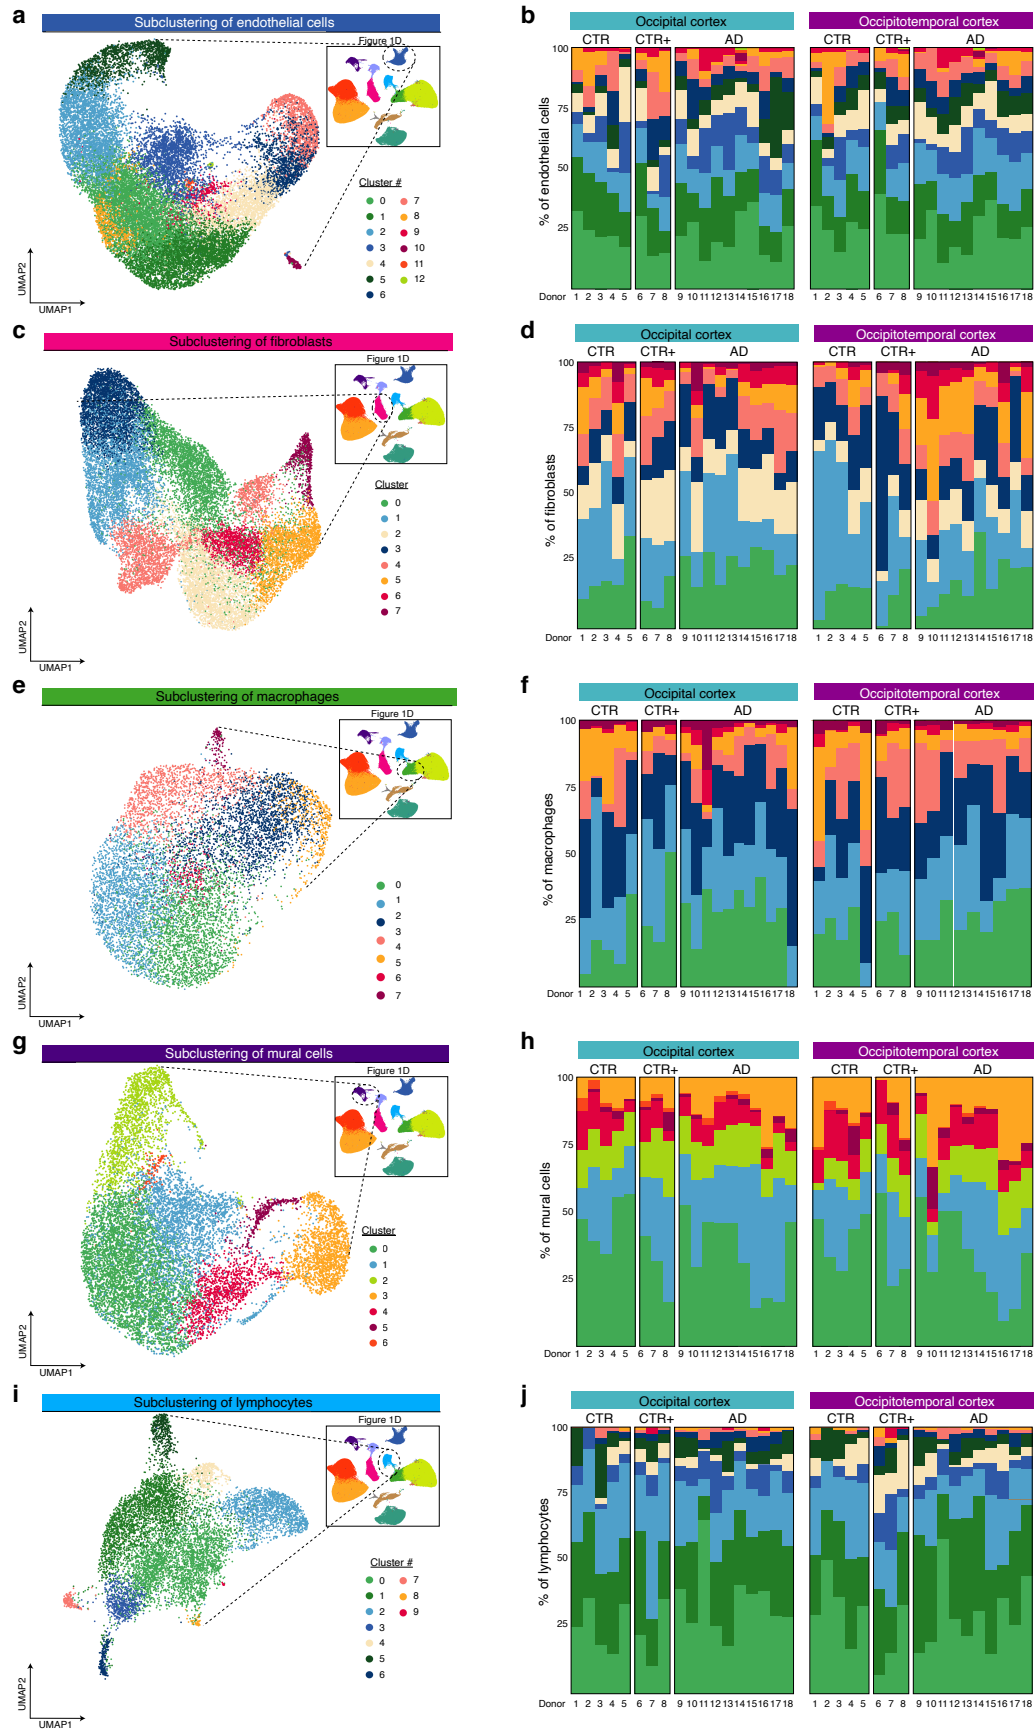 a
Subclustering of endothelial cells
Figure 1D
Cluster #
0
1
2
3
4
5
6
7
8
9
10
11
12
UMAP2
UMAP1
b
Occipital cortex
Occipitotemporal cortex
CTR
CTR+
AD
CTR
CTR+
AD
% of endothelial cells
100
75
50
25
Donor
1 2 3 4 5 6 7 8 9 10 11 12 13 14 15 16 17 18
1 2 3 4 5 6 7 8 9 10 11 12 13 14 15 16 17 18
c
Subclustering of fibroblasts
Figure 1D
Cluster
0
1
2
3
4
5
6
7
UMAP2
UMAP1
d
Occipital cortex
Occipitotemporal cortex
CTR
CTR+
AD
CTR
CTR+
AD
% of fibroblasts
100
75
50
25
Donor
1 2 3 4 5 6 7 8 9 10 11 12 13 14 15 16 17 18
1 2 3 4 5 6 7 8 9 10 11 12 13 14 15 16 17 18
e
Subclustering of macrophages
Figure 1D
0
1
2
3
4
5
6
7
UMAP2
UMAP1
f
Occipital cortex
Occipitotemporal cortex
CTR
CTR+
AD
CTR
CTR+
AD
% of macrophages
100
75
50
25
Donor
1 2 3 4 5 6 7 8 9 10 11 12 13 14 15 16 17 18
1 2 3 4 5 6 7 8 9 10 11 12 13 14 15 16 17 18
g
Subclustering of mural cells
Figure 1D
Cluster
0
1
2
3
4
5
6
UMAP2
UMAP1
h
Occipital cortex
Occipitotemporal cortex
CTR
CTR+
AD
CTR
CTR+
AD
% of mural cells
100
75
50
25
Donor
1 2 3 4 5 6 7 8 9 10 11 12 13 14 15 16 17 18
1 2 3 4 5 6 7 8 9 10 11 12 13 14 15 16 17 18
i
Subclustering of lymphocytes
Figure 1D
Cluster #
0
1
2
3
4
5
6
7
8
9
UMAP2
UMAP1
j
Occipital cortex
Occipitotemporal cortex
CTR
CTR+
AD
CTR
CTR+
AD
% of lymphocytes
100
75
50
25
Donor
1 2 3 4 5 6 7 8 9 10 11 12 13 14 15 16 17 18
1 2 3 4 5 6 7 8 9 10 11 12 13 14 15 16 17 18